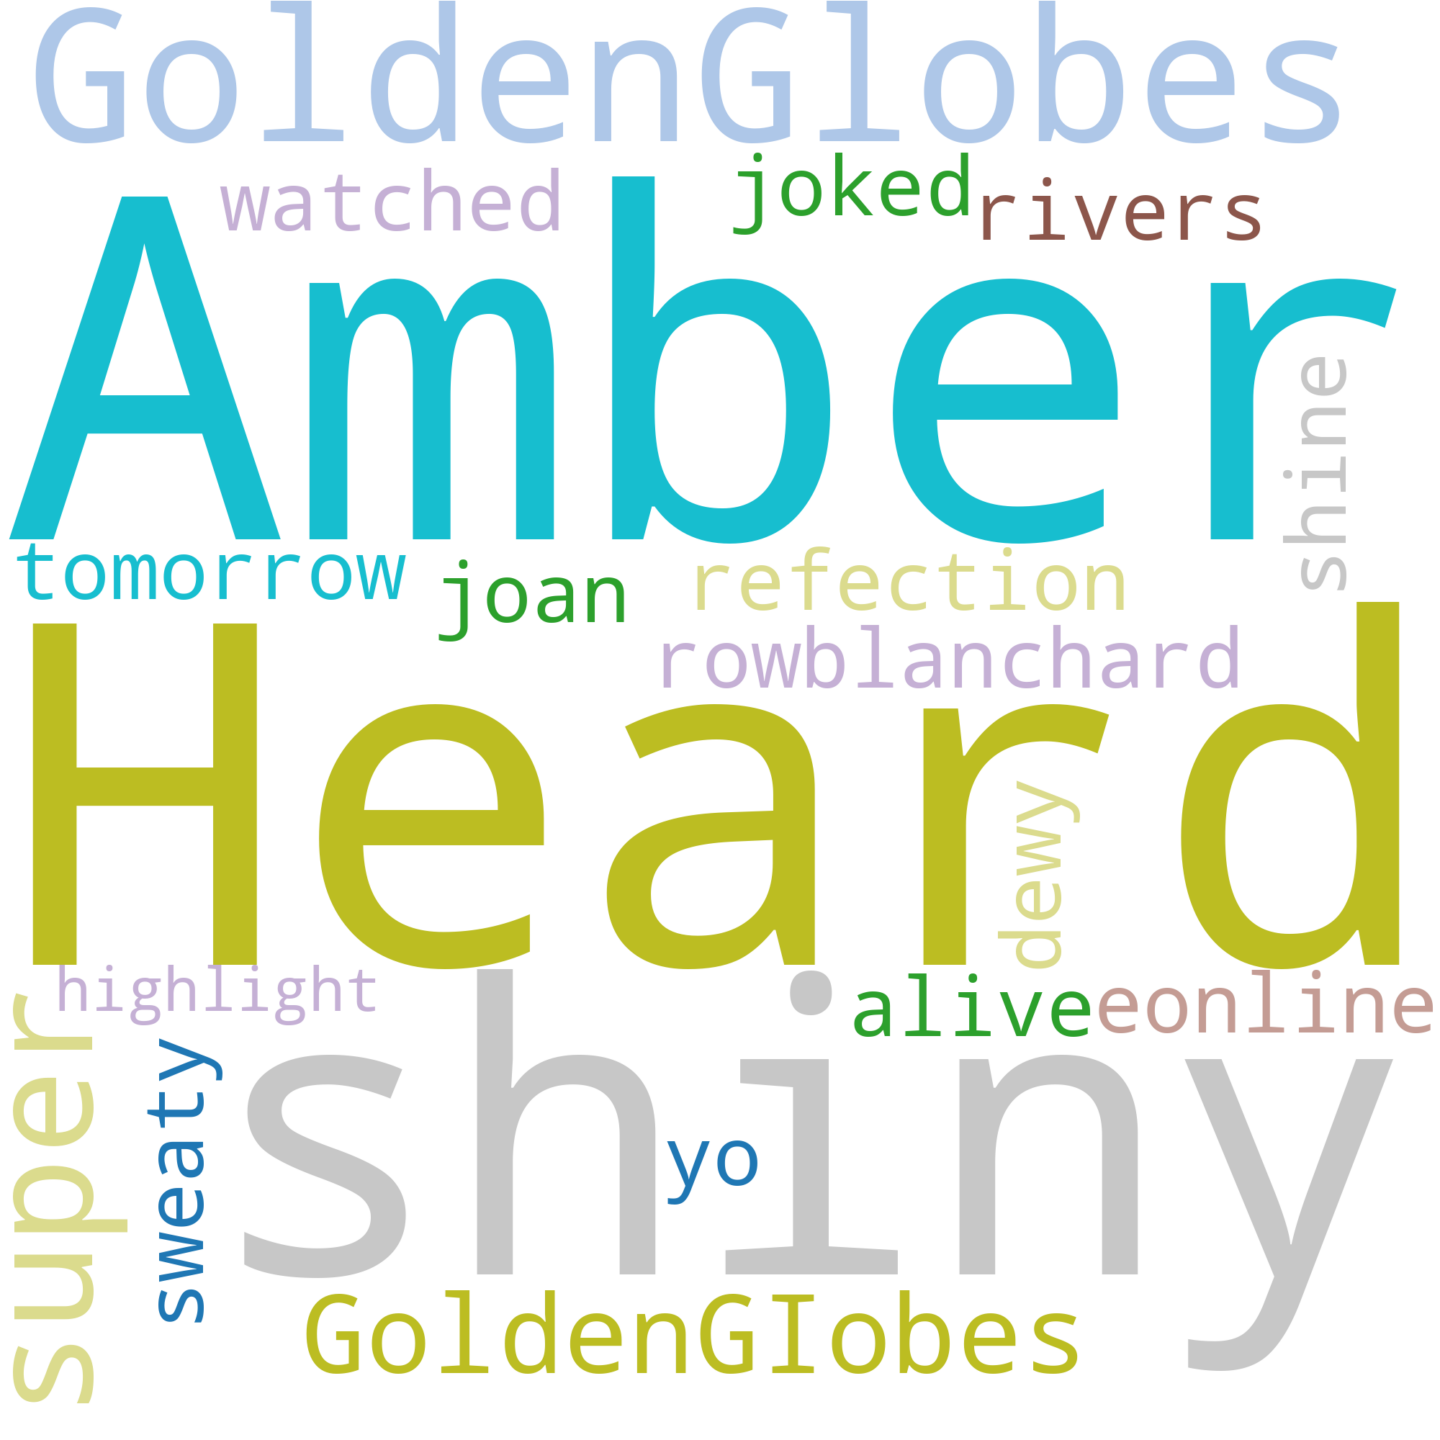 GoldenGlobes
watched joked rivers
Amber
shine
tomorrow joan refection
rowblanchard
Heard
dewy
highlight alive eonline
super
sweaty
shiny
yo
GoldenGIobes